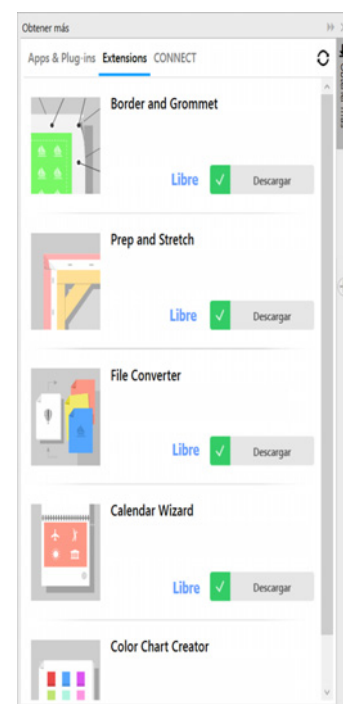 Obtener más
Apps & Plug-ins Extensions CONNECT
Border and Grommet
Libre Descargar
Prep and Stretch
Libre Descargar
File Converter
Libre Descargar
Calendar Wizard
Libre Descargar
Color Chart Creator